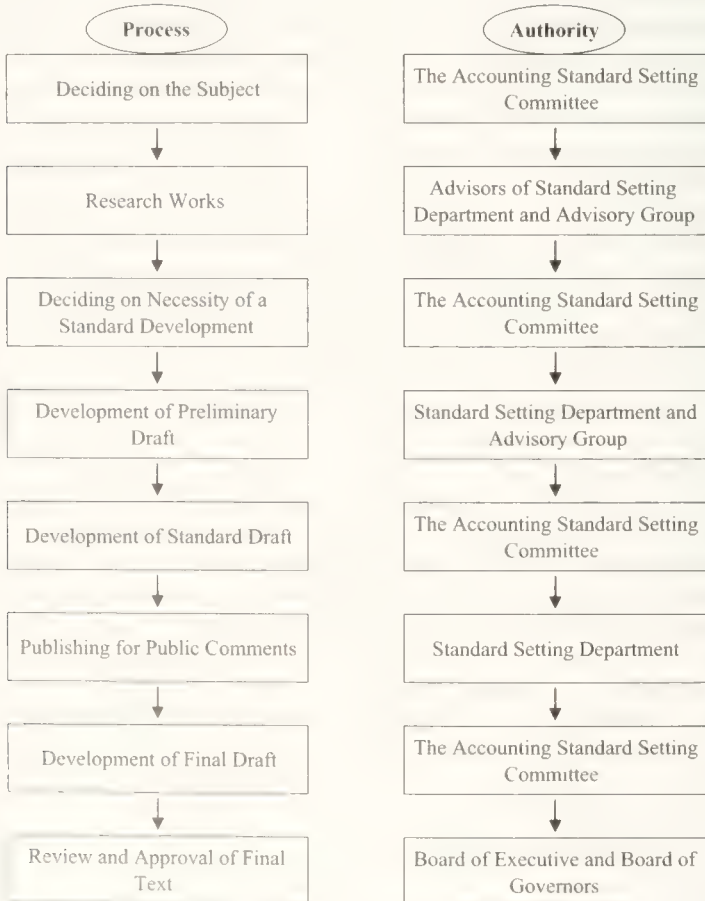 Process
Authority
Deciding on the Subject
The Accounting Standard Setting
Committee
Research Works
Advisors of Standard Setting
Department and Advisory Group
Deciding on Necessity of a
Standard Development
The Accounting Standard Setting
Committee
Development of Preliminary
Draft
Standard Setting Department and
Advisory Group
Development of Standard Draft
The Accounting Standard Setting
Committee
Publishing for Public Comments
Standard Setting Department
Development of Final Draft
The Accounting Standard Setting
Committee
Review and Approval of Final
Text
Board of Executive and Board of
Governors